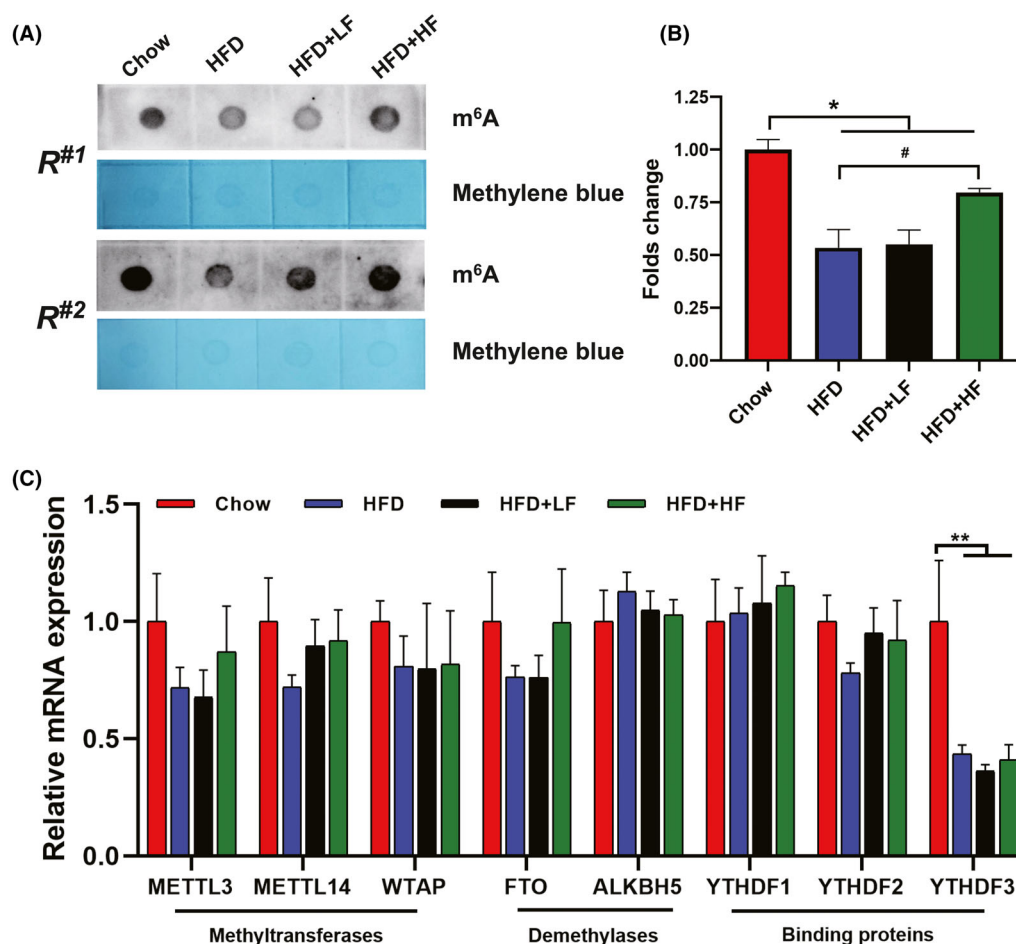 (A)
Chow HFD HFD+LF HFD+HF
R#1
m⁶A
Methylene blue
R#2
m⁶A
Methylene blue
(B)
Folds change
1.25
1.00
0.75
0.50
0.25
0.00
*
#
Chow HFD HFD+LF HFD+HF
(C)
Relative mRNA expression
1.5
1.0
0.5
0.0
Chow HFD HFD+LF HFD+HF
**
METTL3 METTL14 WTAP FTO ALKBH5 YTHDF1 YTHDF2 YTHDF3
Methyltransferases Demethylases Binding proteins